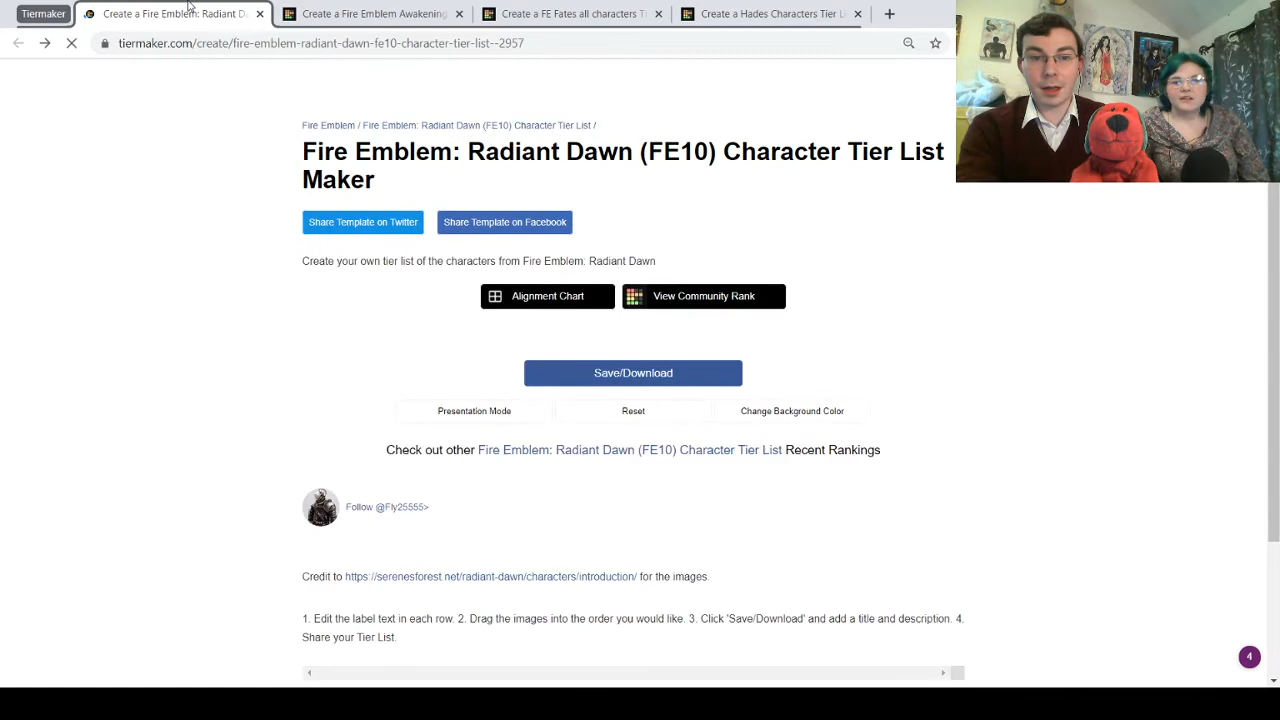 Tiermaker
Create a Fire Emblem: Radiant D
Create a Fire Emblem Awakening
Create a FE Fates all characters Ti
Create a Hades Characters Tier Li
tiermaker.com/create/fire-emblem-radiant-dawn-fe10-character-tier-list--2957
Fire Emblem / Fire Emblem: Radiant Dawn (FE10) Character Tier List /
Fire Emblem: Radiant Dawn (FE10) Character Tier List
Maker
Share Template on Twitter
Share Template on Facebook
Create your own tier list of the characters from Fire Emblem: Radiant Dawn
Alignment Chart
View Community Rank
Save/Download
Presentation Mode
Reset
Change Background Color
Check out other Fire Emblem: Radiant Dawn (FE10) Character Tier List Recent Rankings
Follow @Fly25555>
Credit to https://serenesforest.net/radiant-dawn/characters/introduction/ for the images.
1. Edit the label text in each row. 2. Drag the images into the order you would like. 3. Click 'Save/Download' and add a title and description. 4.
Share your Tier List.
4